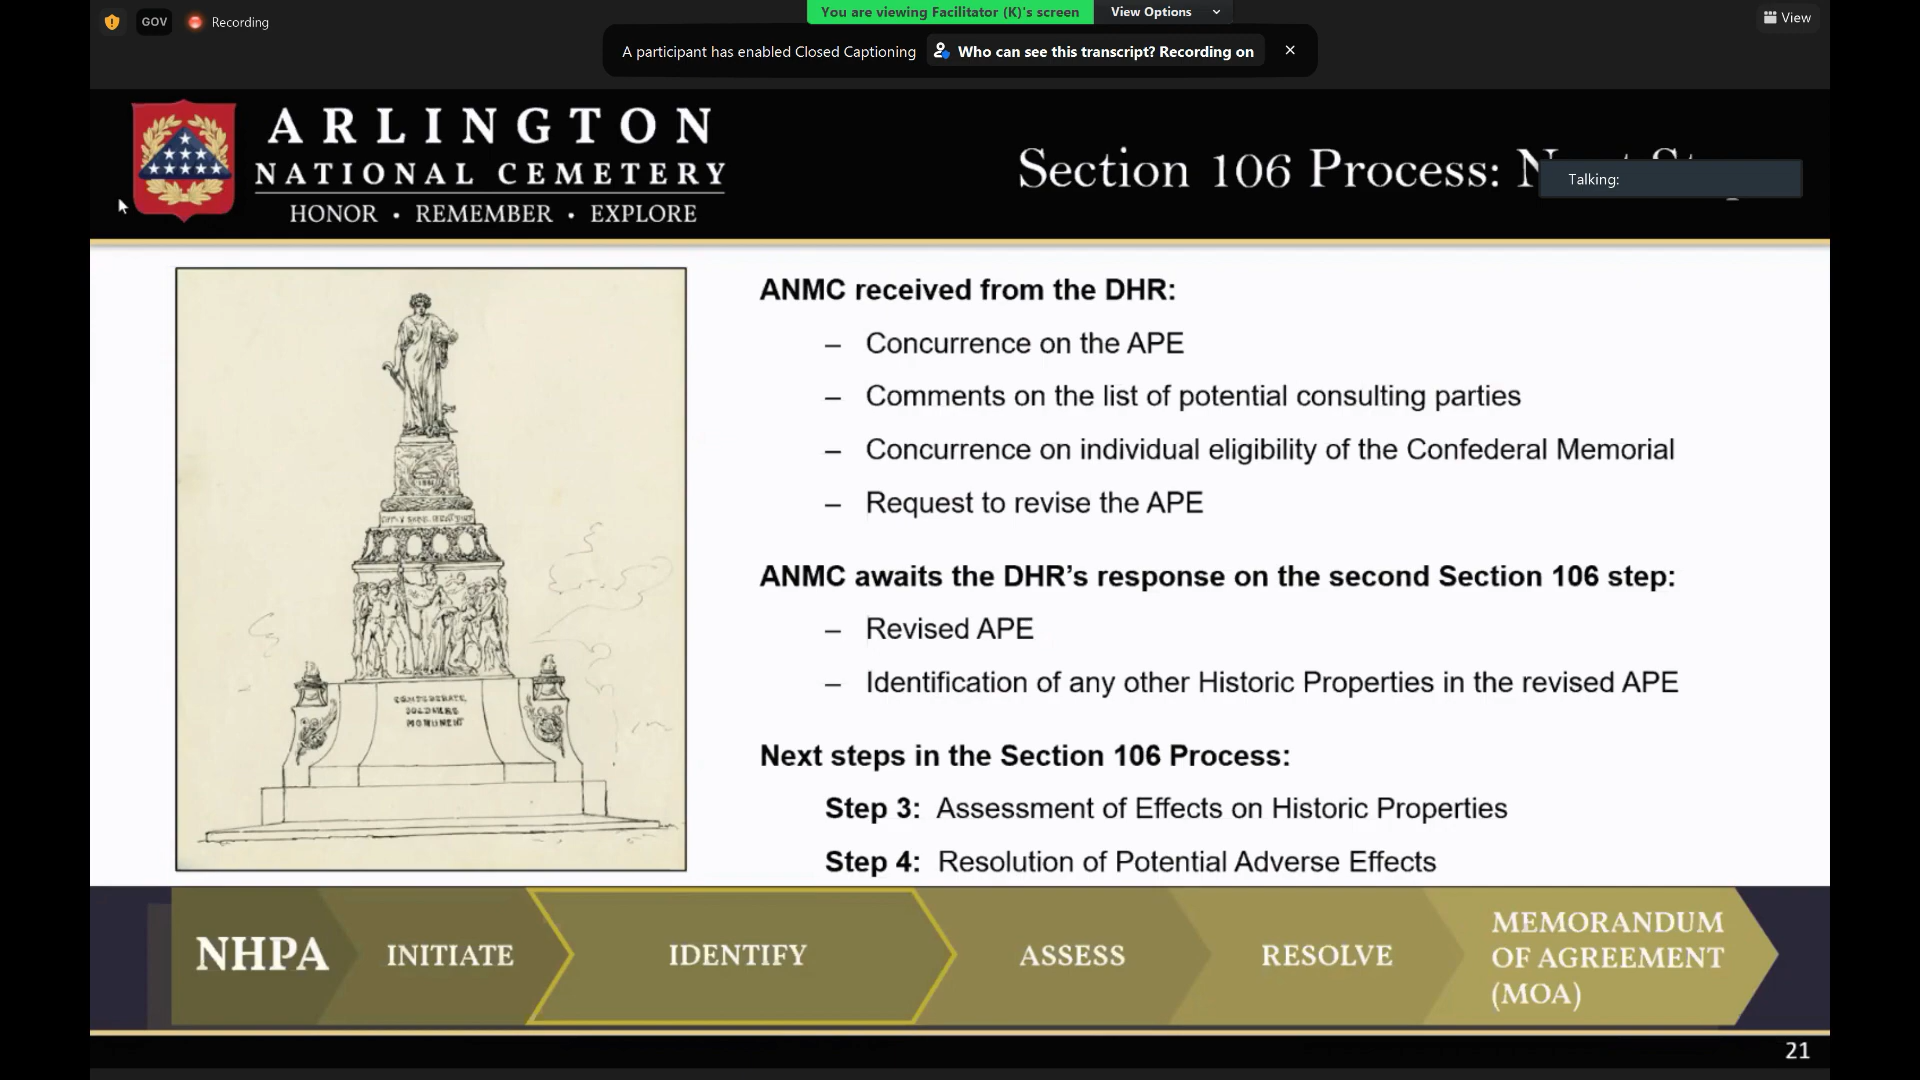 You are viewing Facilitator (K)'s screen
View Options
GOV
Recording
View
A participant has enabled Closed Captioning
Who can see this transcript? Recording on
ARLINGTON
NATIONAL CEMETERY
HONOR • REMEMBER • EXPLORE
Section 106 Process:
Talking:
ANMC received from the DHR:
– Concurrence on the APE
– Comments on the list of potential consulting parties
– Concurrence on individual eligibility of the Confederal Memorial
– Request to revise the APE
ANMC awaits the DHR’s response on the second Section 106 step:
– Revised APE
– Identification of any other Historic Properties in the revised APE
Next steps in the Section 106 Process:
Step 3: Assessment of Effects on Historic Properties
Step 4: Resolution of Potential Adverse Effects
CONFEDERATE
SOLDIERS
MONUMENT
NHPA
INITIATE
IDENTIFY
ASSESS
RESOLVE
MEMORANDUM
OF AGREEMENT
(MOA)
21